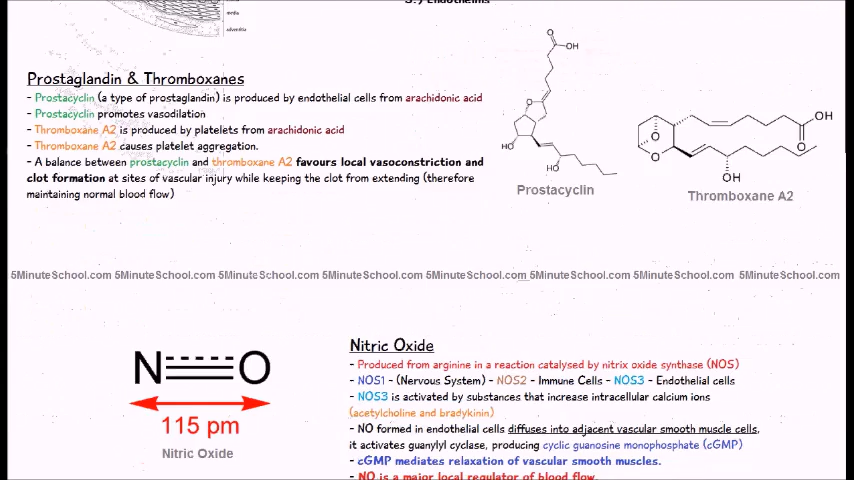 5.) Endothelins
media
adventitia
Prostaglandin & Thromboxanes
- Prostacyclin (a type of prostaglandin) is produced by endothelial cells from arachidonic acid
- Prostacyclin promotes vasodilation
- Thromboxane A2 is produced by platelets from arachidonic acid
- Thromboxane A2 causes platelet aggregation.
- A balance between prostacyclin and thromboxane A2 favours local vasoconstriction and
clot formation at sites of vascular injury while keeping the clot from extending (therefore
maintaining normal blood flow)
O
OH
O
HO
HO
Prostacyclin
O
O
OH
O
OH
Thromboxane A2
5MinuteSchool.com 5MinuteSchool.com 5MinuteSchool.com 5MinuteSchool.com 5MinuteSchool.com 5MinuteSchool.com 5MinuteSchool.com 5MinuteSchool.com
N O
115 pm
Nitric Oxide
Nitric Oxide
- Produced from arginine in a reaction catalysed by nitrix oxide synthase (NOS)
- NOS1 - (Nervous System) - NOS2 - Immune Cells - NOS3 - Endothelial cells
- NOS3 is activated by substances that increase intracellular calcium ions
(acetylcholine and bradykinin)
- NO formed in endothelial cells diffuses into adjacent vascular smooth muscle cells,
it activates guanylyl cyclase, producing cyclic guanosine monophosphate (cGMP)
- cGMP mediates relaxation of vascular smooth muscles.
- NO is a major local regulator of blood flow.